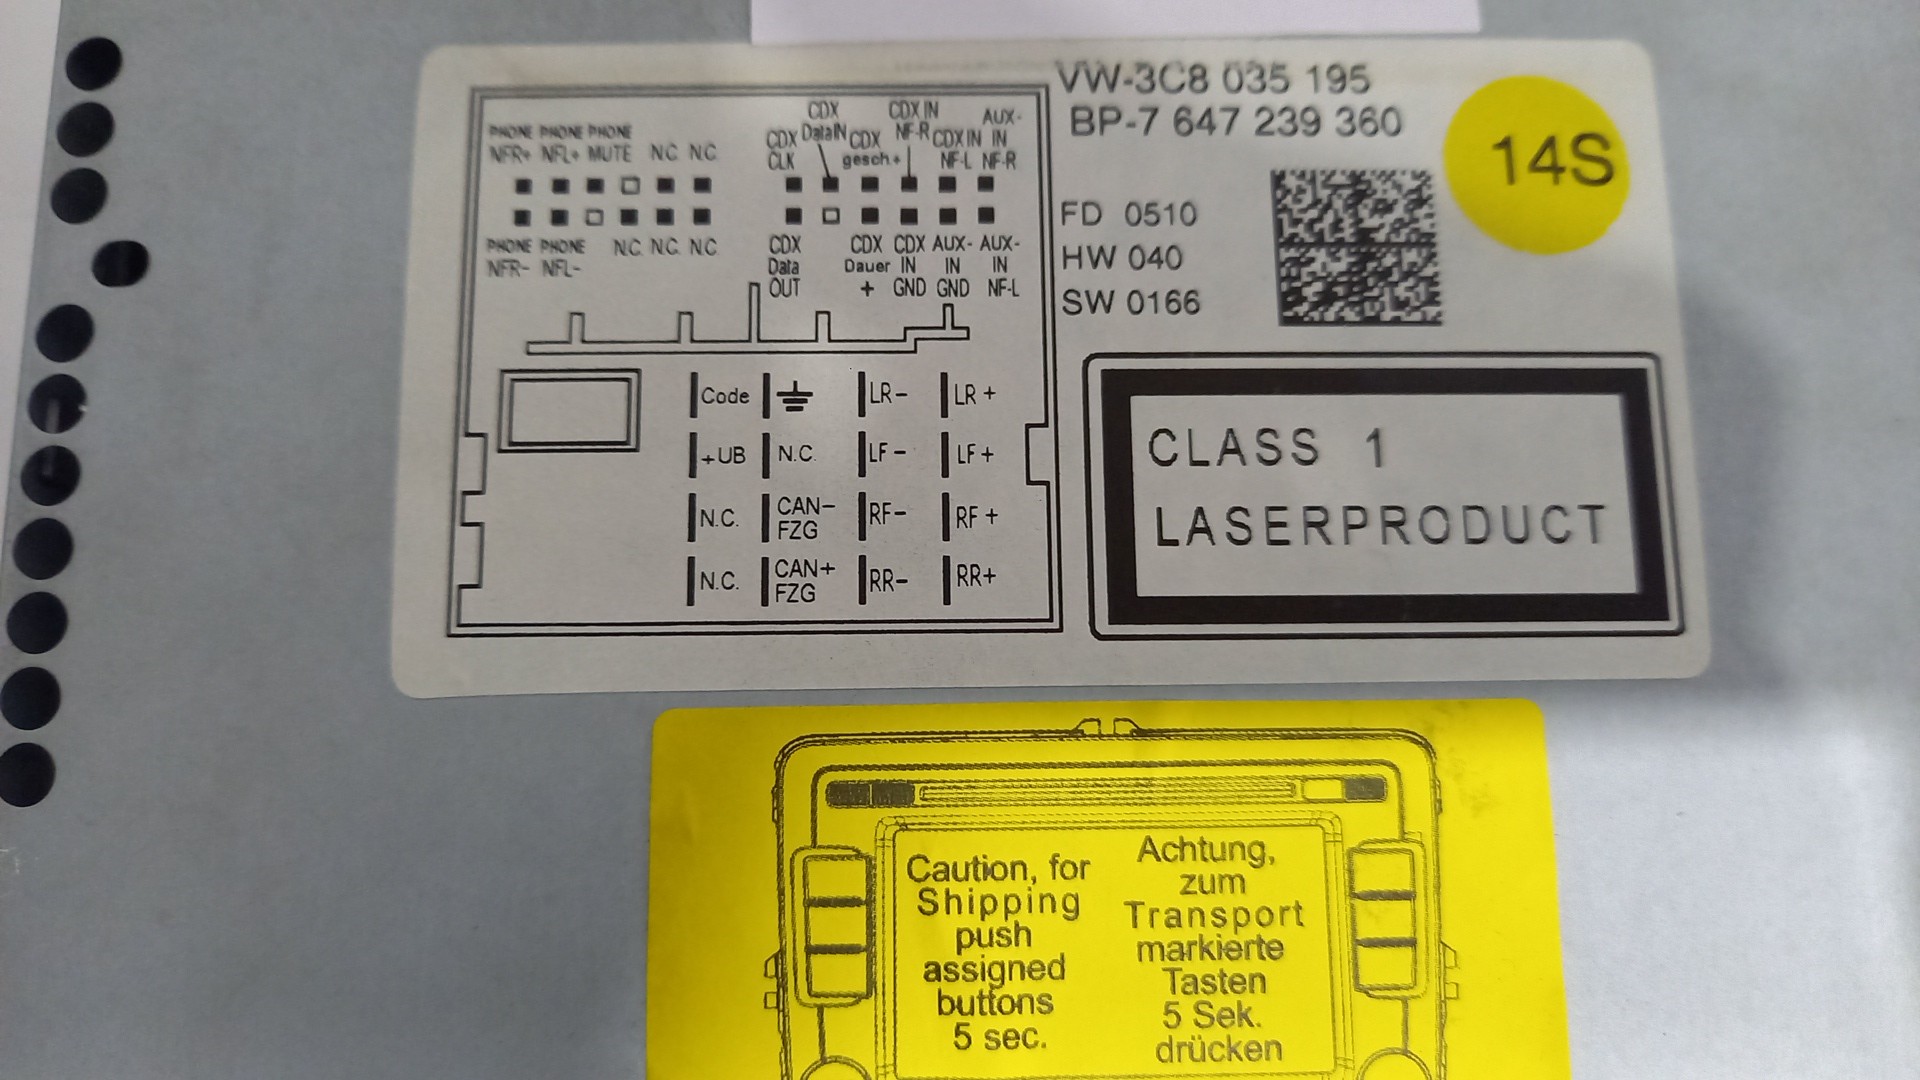 VW-3C8 035 195
BP-7 647 239 360
14S
FD 0510
HW 040
SW 0166
CDX CDX IN AUX-
PHONE PHONE PHONE CDX DataIN CDX NF-R CDX IN IN
NFR+ NFL+ MUTE N.C. N.C. CLK gesch+ NF-L NF-R
PHONE PHONE N.C. N.C. N.C. CDX CDX CDX AUX- AUX-
NFR- NFL- Data Dauer IN IN IN
OUT + GND GND NF-L
Code LR- LR+
+UB N.C. LF- LF+
N.C. CAN- FZG RF- RF+
N.C. CAN+ FZG RR- RR+
CLASS 1
LASERPRODUCT
Caution, for
Shipping
push
assigned
buttons
5 sec.
Achtung,
zum
Transport
markierte
Tasten
5 Sek.
drücken